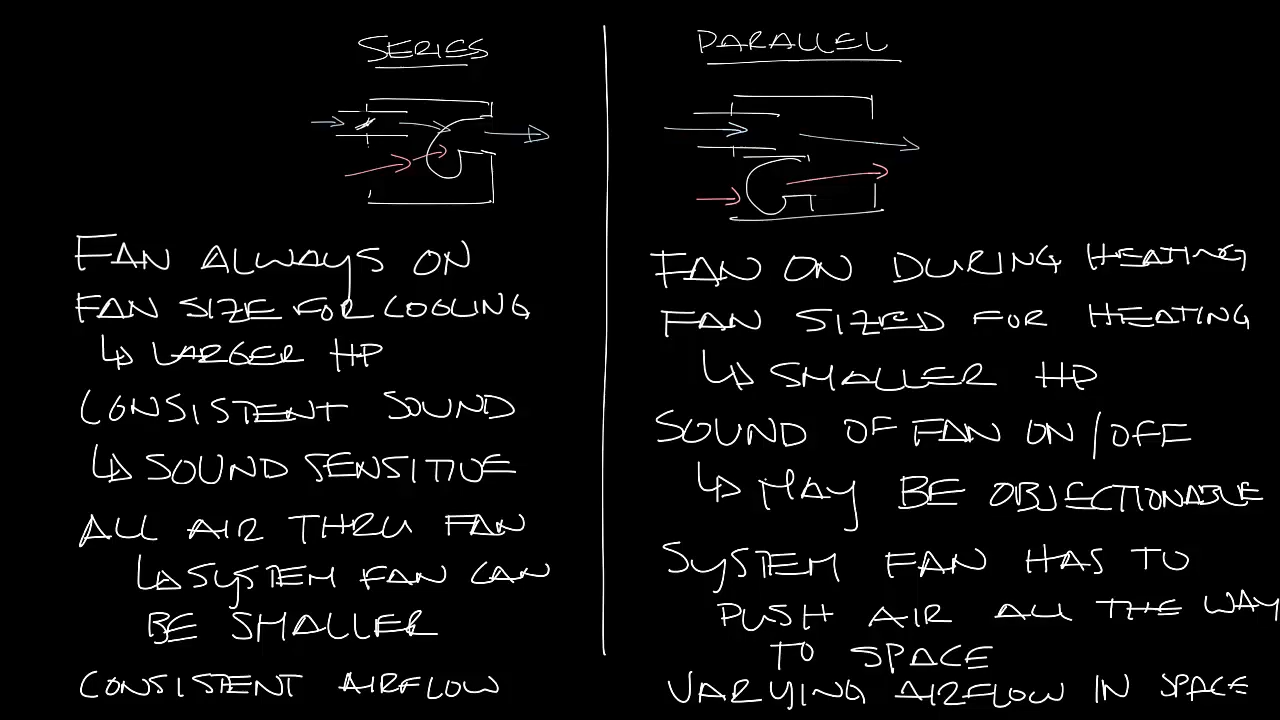 SERIES
FAN ALWAYS ON
FAN SIZE FOR COOLING
↳ LARGER HP
CONSISTENT SOUND
↳ SOUND SENSITIVE
ALL AIR THRU FAN
↳ SYSTEM FAN CAN
BE SMALLER
CONSISTENT AIRFLOW
PARALLEL
FAN ON DURING HEATING
FAN SIZED FOR HEATING
↳ SMALLER HP
SOUND OF FAN ON/OFF
↳ MAY BE OBJECTIONABLE
SYSTEM FAN HAS TO
PUSH AIR ALL THE WAY
TO SPACE
VARYING AIRFLOW IN SPACE